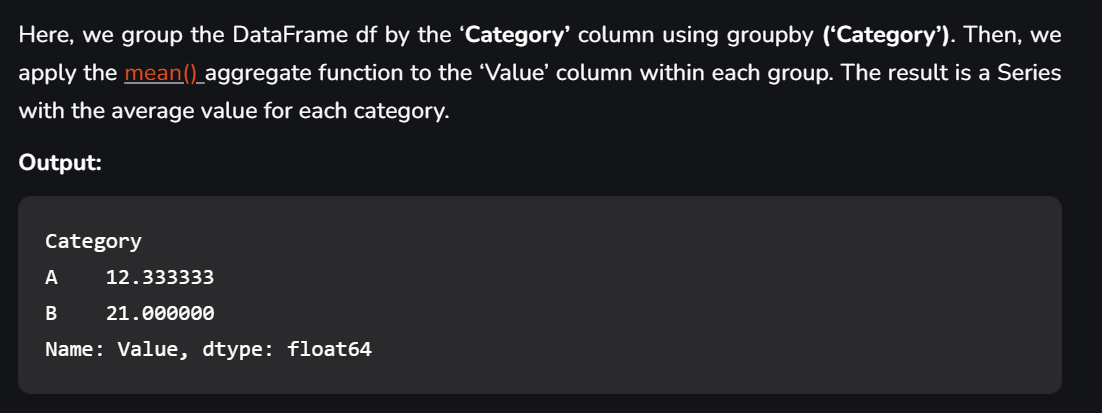 Here, we group the DataFrame df by the ‘Category’ column using groupby (‘Category’). Then, we
apply the mean() aggregate function to the ‘Value’ column within each group. The result is a Series
with the average value for each category.
Output:
Category
A    12.333333
B    21.000000
Name: Value, dtype: float64